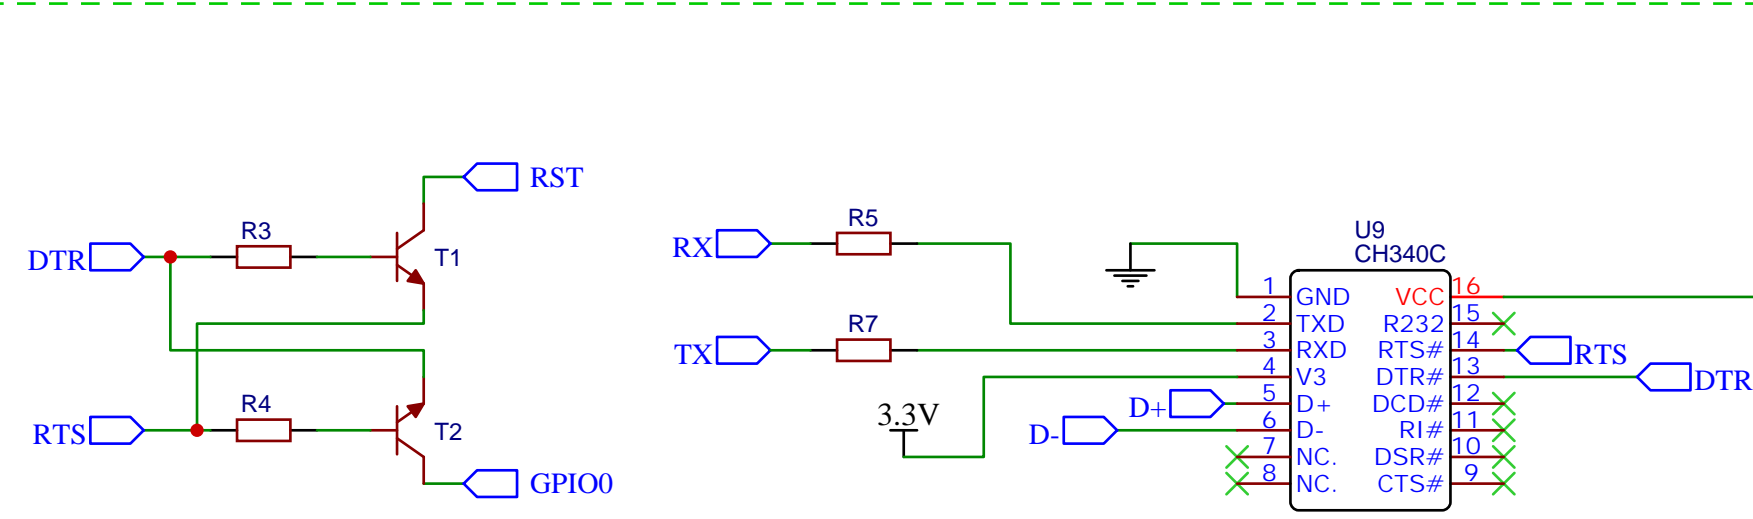 RST
R3
DTR
T1
R4
RTS
T2
GPIO0
R5
RX
R7
TX
3.3V
D+
D-
U9
CH340C
1 GND VCC 16
2 TXD R232 15
3 RXD RTS# 14 RTS
4 V3 DTR# 13 DTR
5 D+ DCD# 12
6 D- RI# 11
7 NC. DSR# 10
8 NC. CTS# 9